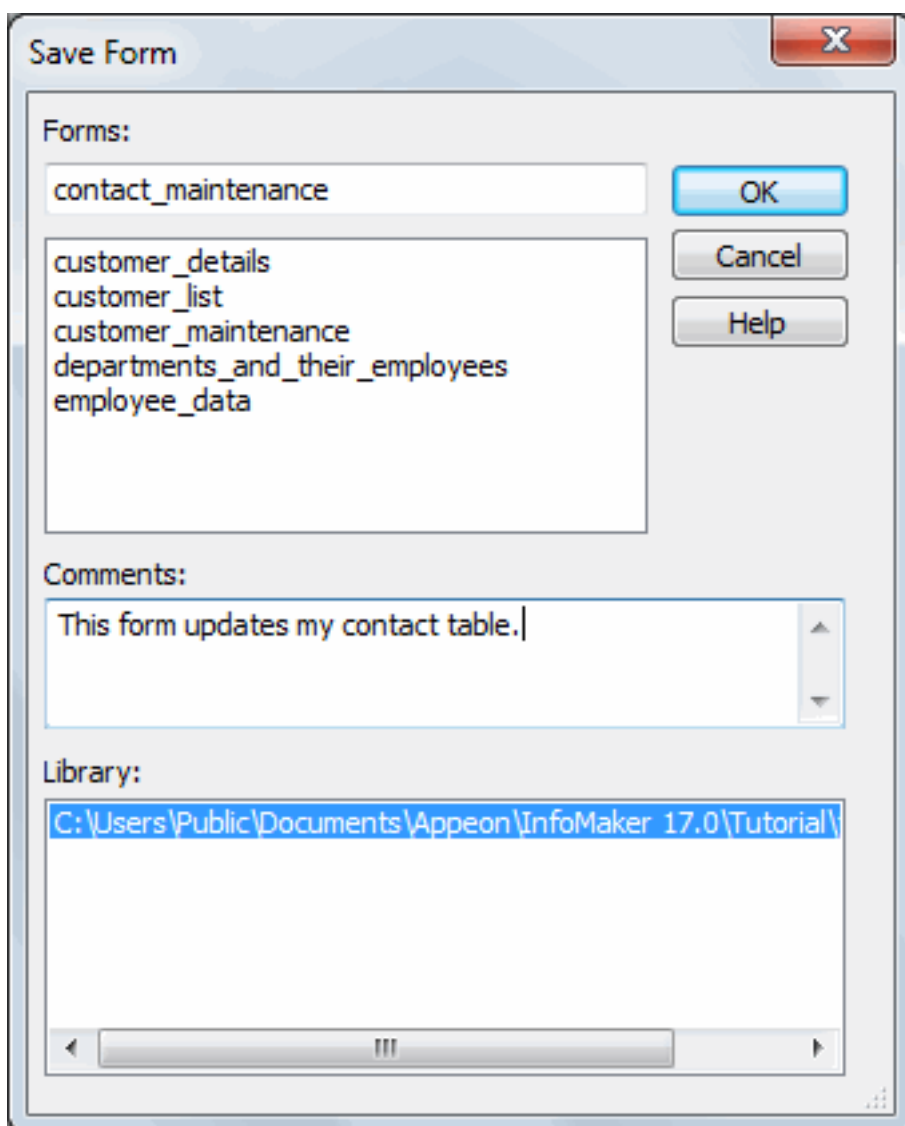 Save Form
Forms:
contact_maintenance
OK
customer_details
Cancel
customer_list
customer_maintenance
Help
departments_and_their_employees
employee_data
Comments:
This form updates my contact table.
Library:
C:\Users\Public\Documents\Appeon\InfoMaker 17.0\Tutorial\